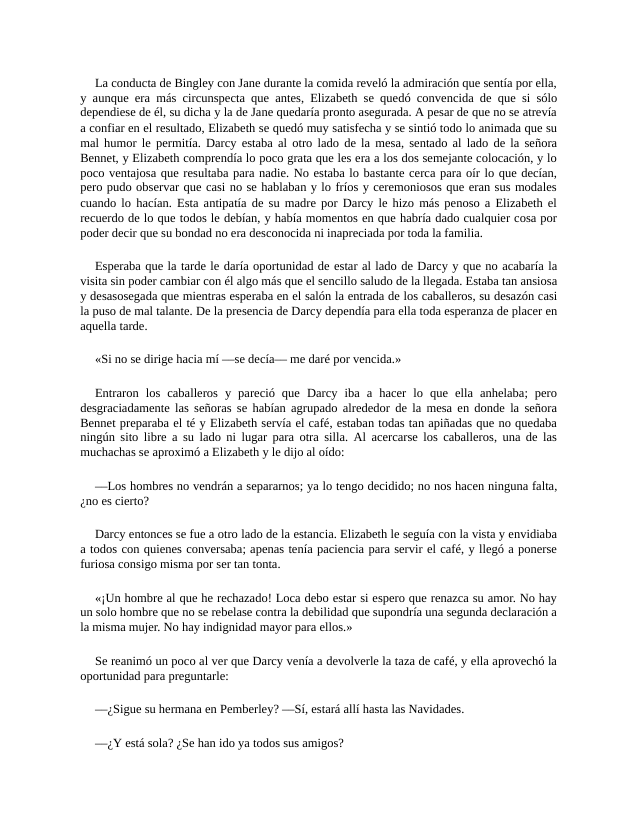 La conducta de Bingley con Jane durante la comida reveló la admiración que sentía por ella,
y aunque era más circunspecta que antes, Elizabeth se quedó convencida de que si sólo
dependiese de él, su dicha y la de Jane quedaría pronto asegurada. A pesar de que no se atrevía
a confiar en el resultado, Elizabeth se quedó muy satisfecha y se sintió todo lo animada que su
mal humor le permitía. Darcy estaba al otro lado de la mesa, sentado al lado de la señora
Bennet, y Elizabeth comprendía lo poco grata que les era a los dos semejante colocación, y lo
poco ventajosa que resultaba para nadie. No estaba lo bastante cerca para oír lo que decían,
pero pudo observar que casi no se hablaban y lo fríos y ceremoniosos que eran sus modales
cuando lo hacían. Esta antipatía de su madre por Darcy le hizo más penoso a Elizabeth el
recuerdo de lo que todos le debían, y había momentos en que habría dado cualquier cosa por
poder decir que su bondad no era desconocida ni inapreciada por toda la familia.
Esperaba que la tarde le daría oportunidad de estar al lado de Darcy y que no acabaría la
visita sin poder cambiar con él algo más que el sencillo saludo de la llegada. Estaba tan ansiosa
y desasosegada que mientras esperaba en el salón la entrada de los caballeros, su desazón casi
la puso de mal talante. De la presencia de Darcy dependía para ella toda esperanza de placer en
aquella tarde.
«Si no se dirige hacia mí —se decía— me daré por vencida.»
Entraron los caballeros y pareció que Darcy iba a hacer lo que ella anhelaba; pero
desgraciadamente las señoras se habían agrupado alrededor de la mesa en donde la señora
Bennet preparaba el té y Elizabeth servía el café, estaban todas tan apiñadas que no quedaba
ningún sito libre a su lado ni lugar para otra silla. Al acercarse los caballeros, una de las
muchachas se aproximó a Elizabeth y le dijo al oído:
—Los hombres no vendrán a separarnos; ya lo tengo decidido; no nos hacen ninguna falta,
¿no es cierto?
Darcy entonces se fue a otro lado de la estancia. Elizabeth le seguía con la vista y envidiaba
a todos con quienes conversaba; apenas tenía paciencia para servir el café, y llegó a ponerse
furiosa consigo misma por ser tan tonta.
«¡Un hombre al que he rechazado! Loca debo estar si espero que renazca su amor. No hay
un solo hombre que no se rebelase contra la debilidad que supondría una segunda declaración a
la misma mujer. No hay indignidad mayor para ellos.»
Se reanimó un poco al ver que Darcy venía a devolverle la taza de café, y ella aprovechó la
oportunidad para preguntarle:
—¿Sigue su hermana en Pemberley? —Sí, estará allí hasta las Navidades.
—¿Y está sola? ¿Se han ido ya todos sus amigos?